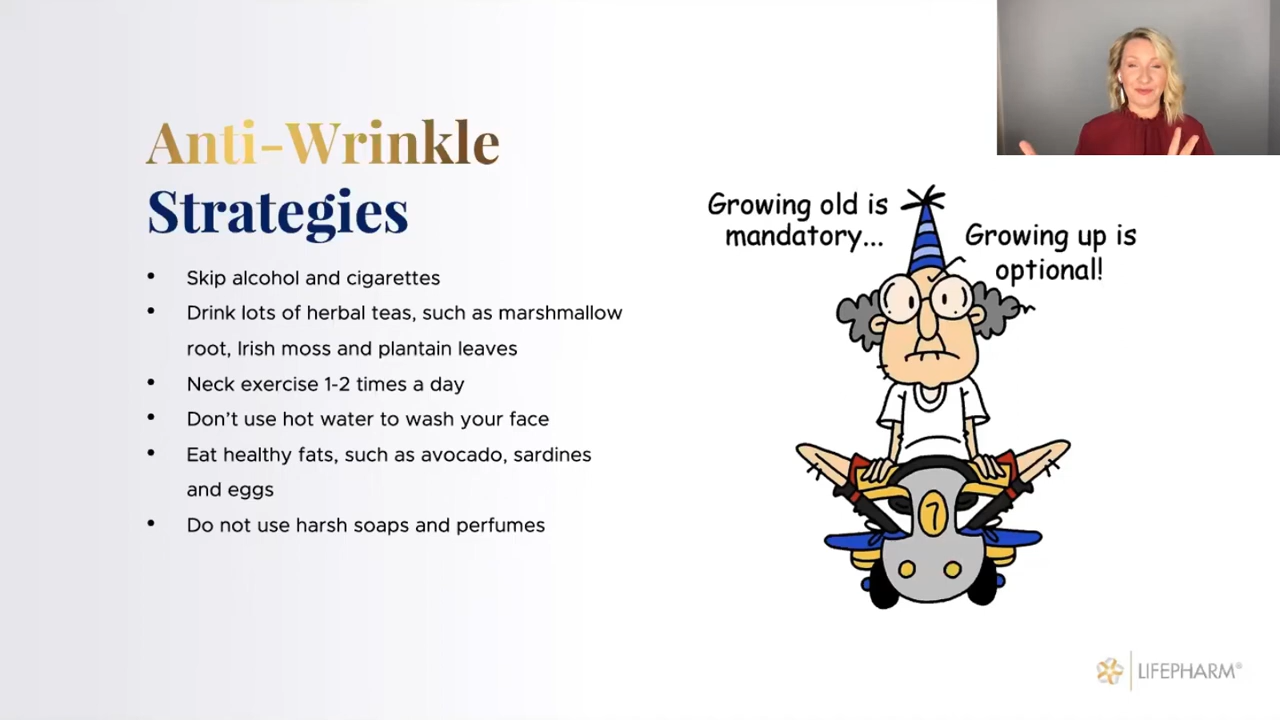 Anti-Wrinkle
Strategies
• Skip alcohol and cigarettes
• Drink lots of herbal teas, such as marshmallow
root, Irish moss and plantain leaves
• Neck exercise 1-2 times a day
• Don’t use hot water to wash your face
• Eat healthy fats, such as avocado, sardines
and eggs
• Do not use harsh soaps and perfumes
Growing old is
mandatory...
Growing up is
optional!
7
LIFEPHARM®